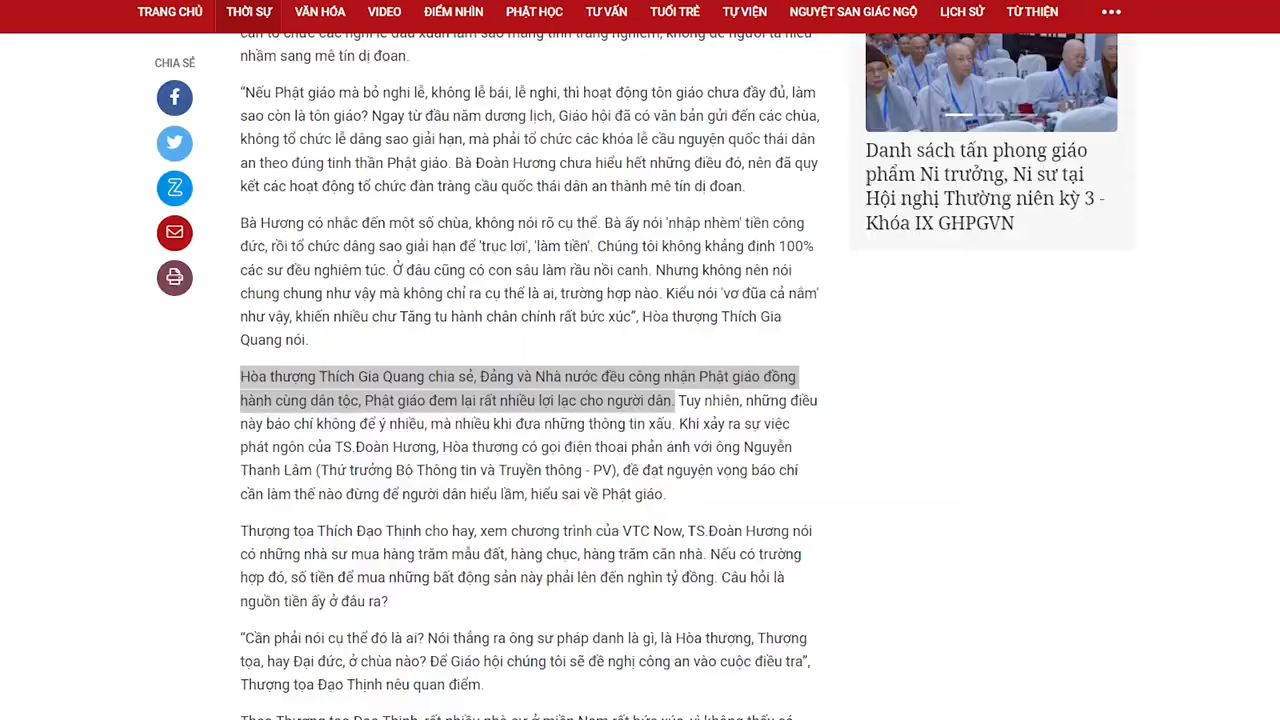 TRANG CHỦ THỜI SỰ VĂN HÓA VIDEO ĐIỂM NHÌN PHẬT HỌC TƯ VẤN TUỔI TRẺ TỰ VIỆN NGUYỆT SAN GIÁC NGỘ LỊCH SỬ TỪ THIỆN
nhầm sang mê tín dị đoan.
CHIA SẺ
“Nếu Phật giáo mà bỏ nghi lễ, không lễ bái, lễ nghi, thì hoạt động tôn giáo chưa đầy đủ, làm
sao còn là tôn giáo? Ngay từ đầu năm dương lịch, Giáo hội đã có văn bản gửi đến các chùa,
không tổ chức lễ dâng sao giải hạn, mà phải tổ chức các khóa lễ cầu nguyện quốc thái dân
an theo đúng tinh thần Phật giáo. Bà Đoàn Hương chưa hiểu hết những điều đó, nên đã quy
kết các hoạt động tổ chức đàn tràng cầu quốc thái dân an thành mê tín dị đoan.
Bà Hương có nhắc đến một số chùa, không nói rõ cụ thể. Bà ấy nói 'nhập nhèm' tiền công
đức, rồi tổ chức dâng sao giải hạn để 'trục lợi', 'làm tiền'. Chúng tôi không khẳng định 100%
các sư đều nghiêm túc. Ở đâu cũng có con sâu làm rầu nồi canh. Nhưng không nên nói
chung chung như vậy mà không chỉ ra cụ thể là ai, trường hợp nào. Kiểu nói 'vơ đũa cả nắm'
như vậy, khiến nhiều chư Tăng tu hành chân chính rất bức xúc”, Hòa thượng Thích Gia
Quang nói.
Hòa thượng Thích Gia Quang chia sẻ, Đảng và Nhà nước đều công nhận Phật giáo đồng
hành cùng dân tộc, Phật giáo đem lại rất nhiều lợi lạc cho người dân. Tuy nhiên, những điều
này báo chí không để ý nhiều, mà nhiều khi đưa những thông tin xấu. Khi xảy ra sự việc
phát ngôn của TS.Đoàn Hương, Hòa thượng có gọi điện thoại phản ánh với ông Nguyễn
Thanh Lâm (Thứ trưởng Bộ Thông tin và Truyền thông - PV), đề đạt nguyện vọng báo chí
cần làm thế nào đừng để người dân hiểu lầm, hiểu sai về Phật giáo.
Thượng tọa Thích Đạo Thịnh cho hay, xem chương trình của VTC Now, TS.Đoàn Hương nói
có những nhà sư mua hàng trăm mẫu đất, hàng chục, hàng trăm căn nhà. Nếu có trường
hợp đó, số tiền để mua những bất động sản này phải lên đến nghìn tỷ đồng. Câu hỏi là
nguồn tiền ấy ở đâu ra?
“Cần phải nói cụ thể đó là ai? Nói thẳng ra ông sư pháp danh là gì, là Hòa thượng, Thượng
tọa, hay Đại đức, ở chùa nào? Để Giáo hội chúng tôi sẽ đề nghị công an vào cuộc điều tra”,
Thượng tọa Đạo Thịnh nêu quan điểm.
Danh sách tấn phong giáo
phẩm Ni trưởng, Ni sư tại
Hội nghị Thường niên kỳ 3 -
Khóa IX GHPGVN